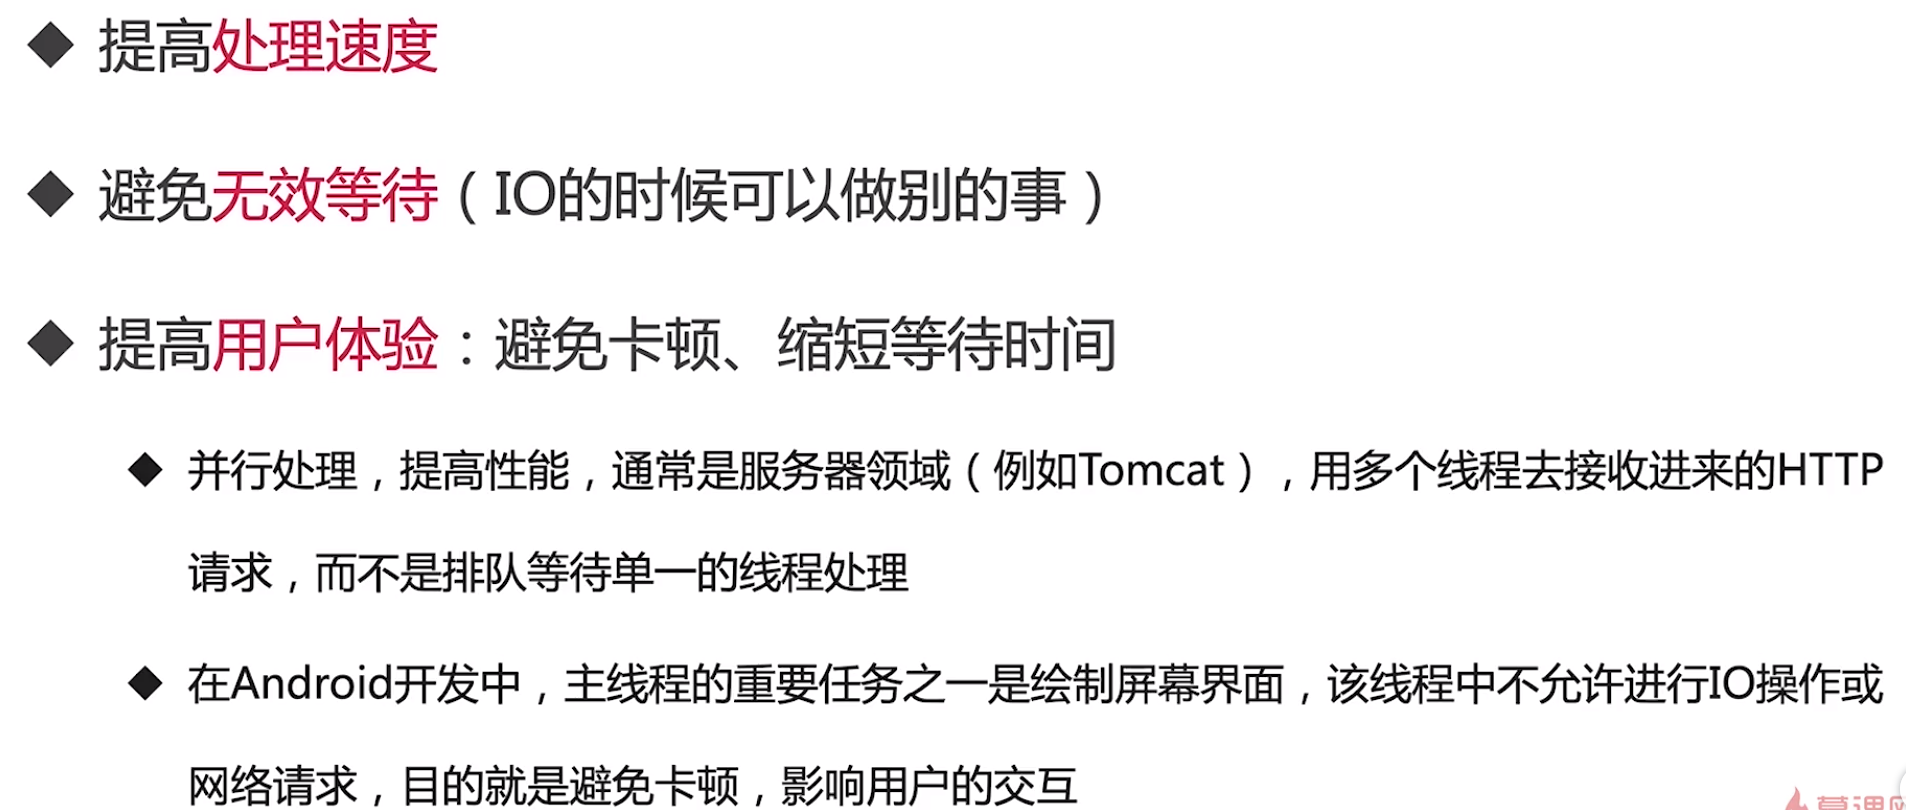 ◆ 提高处理速度
◆ 避免无效等待（IO的时候可以做别的事）
◆ 提高用户体验：避免卡顿、缩短等待时间
◆ 并行处理，提高性能，通常是服务器领域（例如Tomcat），用多个线程去接收进来的HTTP
请求，而不是排队等待单一的线程处理
◆ 在Android开发中，主线程的重要任务之一是绘制屏幕界面，该线程中不允许进行IO操作或
网络请求，目的就是避免卡顿，影响用户的交互
慕课网